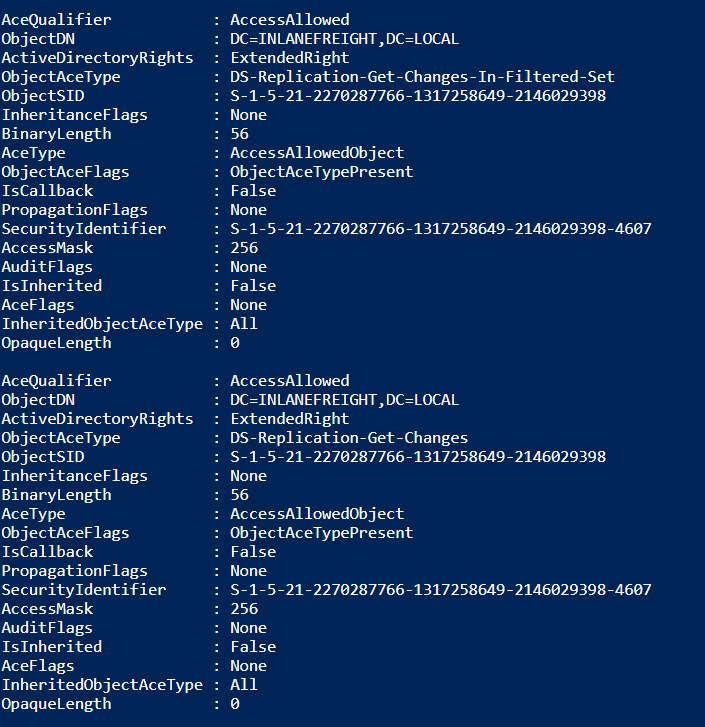 AceQualifier : AccessAllowed
ObjectDN : DC=INLANEFREIGHT,DC=LOCAL
ActiveDirectoryRights : ExtendedRight
ObjectAceType : DS-Replication-Get-Changes-In-Filtered-Set
ObjectSID : S-1-5-21-2270287766-1317258649-2146029398
InheritanceFlags : None
BinaryLength : 56
AceType : AccessAllowedObject
ObjectAceFlags : ObjectAceTypePresent
IsCallback : False
PropagationFlags : None
SecurityIdentifier : S-1-5-21-2270287766-1317258649-2146029398-4607
AccessMask : 256
AuditFlags : None
IsInherited : False
AceFlags : None
InheritedObjectAceType : All
OpaqueLength : 0

AceQualifier : AccessAllowed
ObjectDN : DC=INLANEFREIGHT,DC=LOCAL
ActiveDirectoryRights : ExtendedRight
ObjectAceType : DS-Replication-Get-Changes
ObjectSID : S-1-5-21-2270287766-1317258649-2146029398
InheritanceFlags : None
BinaryLength : 56
AceType : AccessAllowedObject
ObjectAceFlags : ObjectAceTypePresent
IsCallback : False
PropagationFlags : None
SecurityIdentifier : S-1-5-21-2270287766-1317258649-2146029398-4607
AccessMask : 256
AuditFlags : None
IsInherited : False
AceFlags : None
InheritedObjectAceType : All
OpaqueLength : 0